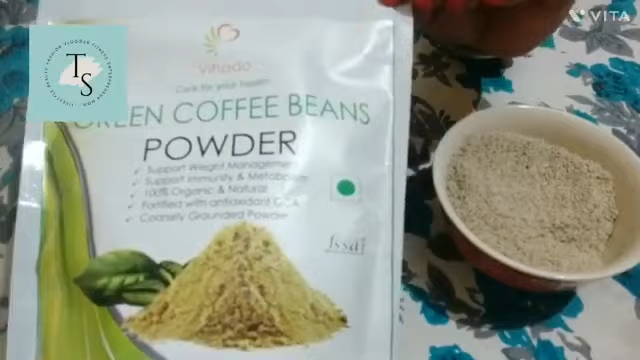 VITA
TS
Vihado
Care for your health
GREEN COFFEE BEANS
POWDER
Support Weight Management
Support Immunity & Metabolism
100% Organic & Natural
Fortified with antioxidant CGA
Coarsely Grounded Powder
fssai